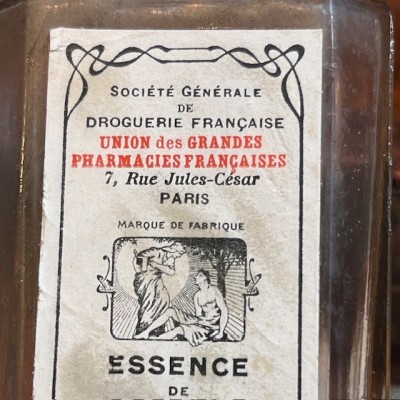 SOCIÉTÉ GÉNÉRALE
DE
DROGUERIE FRANÇAISE
UNION des GRANDES
PHARMACIES FRANÇAISES
7, Rue Jules-César
PARIS
MARQUE DE FABRIQUE
ESSENCE
DE